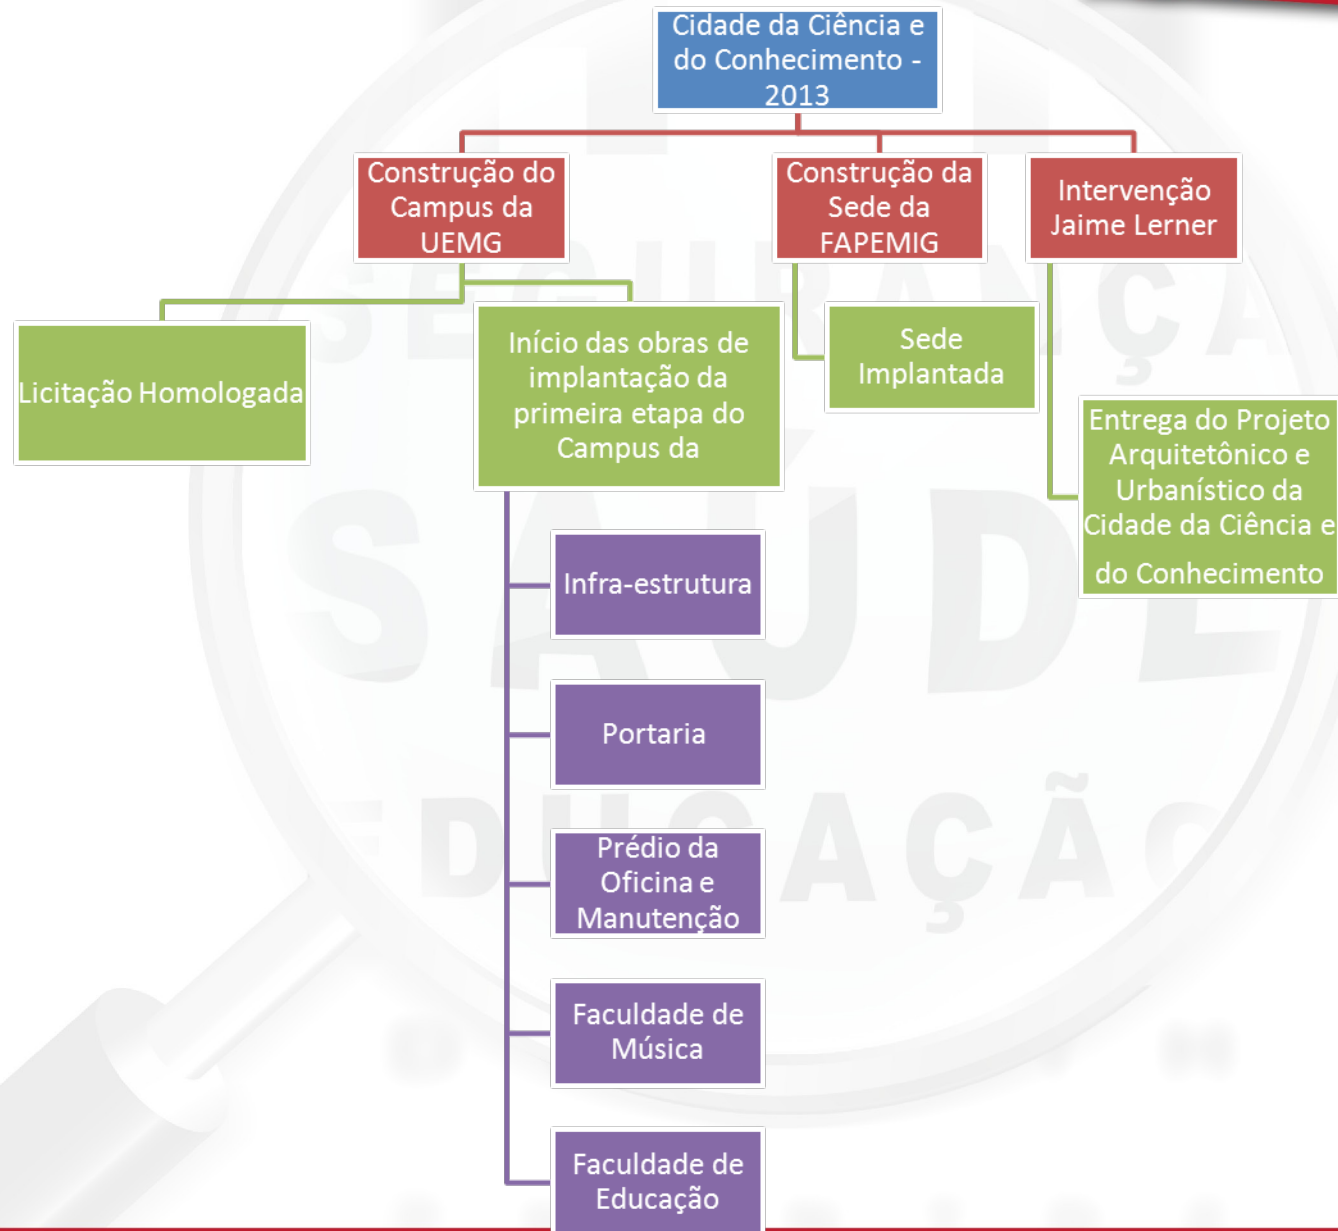 Cidade da Ciência e
do Conhecimento -
2013
Construção do
Campus da
UEMG
Construção da
Sede da
FAPEMIG
Intervenção
Jaime Lerner
Licitação Homologada
Início das obras de
implantação da
primeira etapa do
Campus da
Sede
Implantada
Entrega do Projeto
Arquitetônico e
Urbanístico da
Cidade da Ciência e
do Conhecimento
Infra-estrutura
Portaria
Prédio da
Oficina e
Manutenção
Faculdade de
Música
Faculdade de
Educação
SEGURANÇA
SAÚDE
EDUCAÇÃO